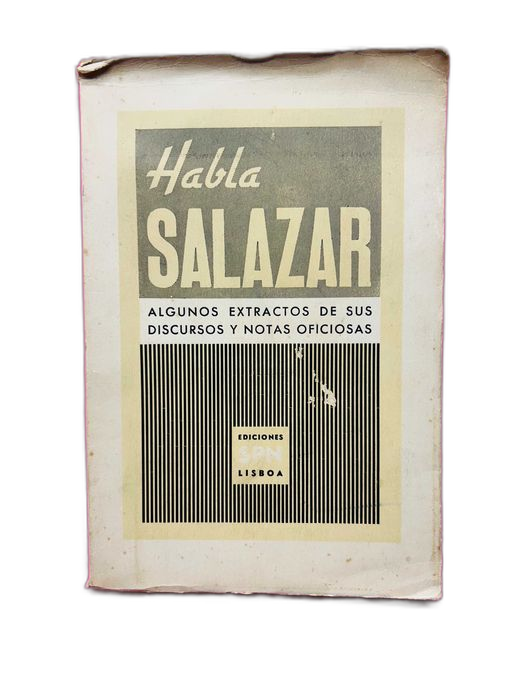 Habla
SALAZAR
ALGUNOS EXTRACTOS DE SUS
DISCURSOS Y NOTAS OFICIOSAS
EDICIONES
SPN
LISBOA